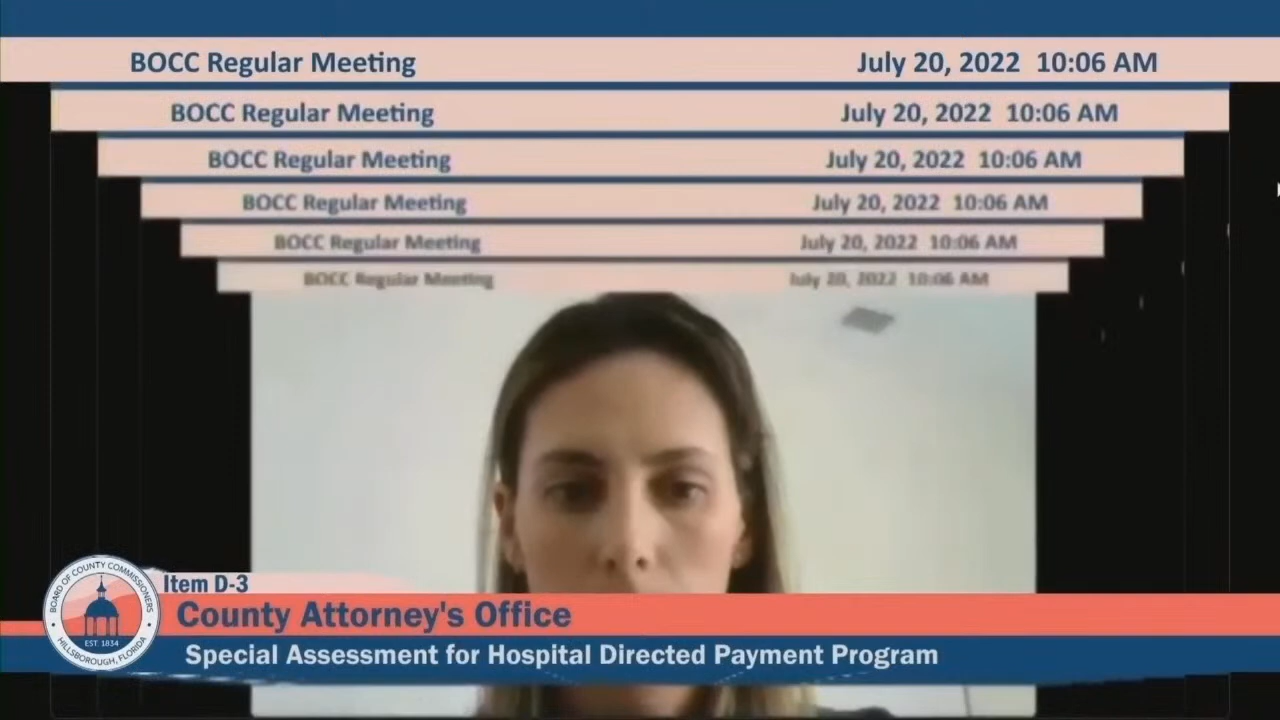 BOCC Regular Meeting July 20, 2022 10:06 AM
BOCC Regular Meeting July 20, 2022 10:06 AM
BOCC Regular Meeting July 20, 2022 10:06 AM
BOCC Regular Meeting July 20, 2022 10:06 AM
BOCC Regular Meeting July 20, 2022 10:06 AM
BOCC Regular Meeting July 20, 2022 10:06 AM
BOARD OF COUNTY COMMISSIONERS
EST. 1834
HILLSBOROUGH, FLORIDA
Item D-3
County Attorney's Office
Special Assessment for Hospital Directed Payment Program